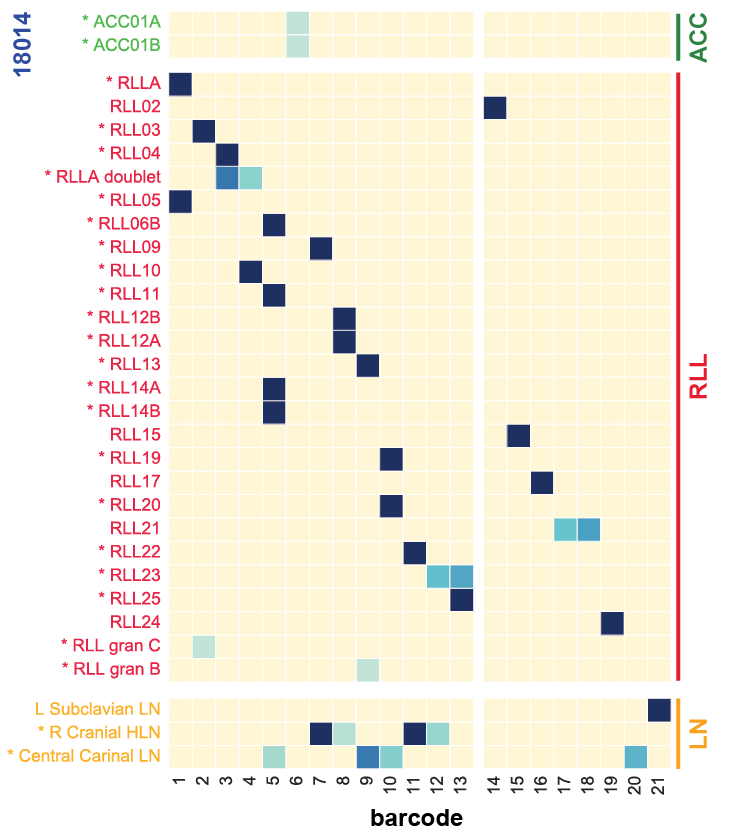 18014
* ACC01A
* ACC01B
ACC
* RLLA
RLL02
* RLL03
* RLL04
* RLLA doublet
* RLL05
* RLL06B
* RLL09
* RLL10
* RLL11
* RLL12B
* RLL12A
* RLL13
* RLL14A
* RLL14B
RLL15
* RLL19
RLL17
* RLL20
RLL21
* RLL22
* RLL23
* RLL25
RLL24
* RLL gran C
* RLL gran B
RLL
L Subclavian LN
* R Cranial HLN
* Central Carinal LN
LN
1 2 3 4 5 6 7 8 9 10 11 12 13 14 15 16 17 18 19 20 21
barcode